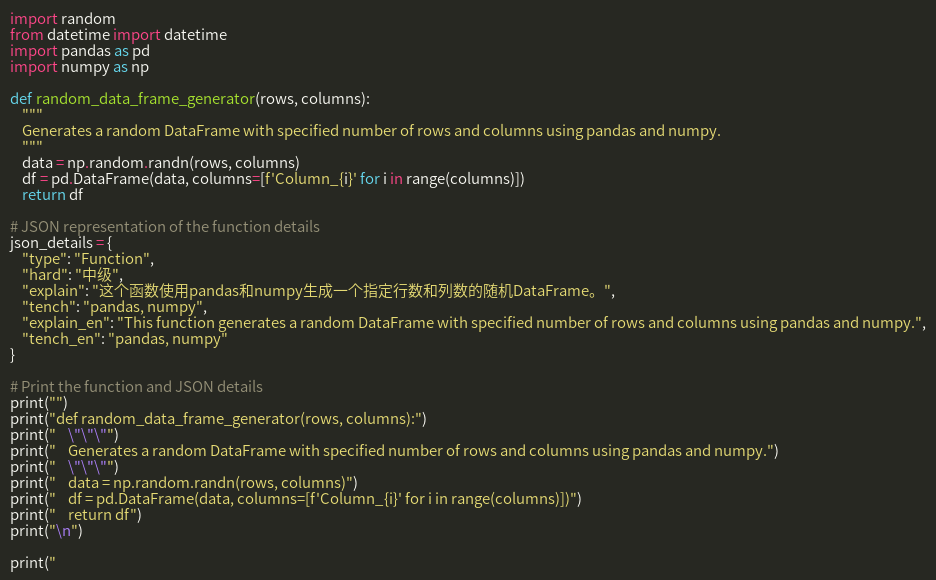 import random
from datetime import datetime
import pandas as pd
import numpy as np

def random_data_frame_generator(rows, columns):
    """
    Generates a random DataFrame with specified number of rows and columns using pandas and numpy.
    """
    data = np.random.randn(rows, columns)
    df = pd.DataFrame(data, columns=[f'Column_{i}' for i in range(columns)])
    return df

# JSON representation of the function details
json_details = {
    "type": "Function",
    "hard": "中级",
    "explain": "这个函数使用pandas和numpy生成一个指定行数和列数的随机DataFrame。",
    "tench": "pandas, numpy",
    "explain_en": "This function generates a random DataFrame with specified number of rows and columns using pandas and numpy.",
    "tench_en": "pandas, numpy"
}

# Print the function and JSON details
print("")
print("def random_data_frame_generator(rows, columns):")
print("    \"\"\"")
print("    Generates a random DataFrame with specified number of rows and columns using pandas and numpy.")
print("    \"\"\"")
print("    data = np.random.randn(rows, columns)")
print("    df = pd.DataFrame(data, columns=[f'Column_{i}' for i in range(columns)])")
print("    return df")
print("\n")

print("